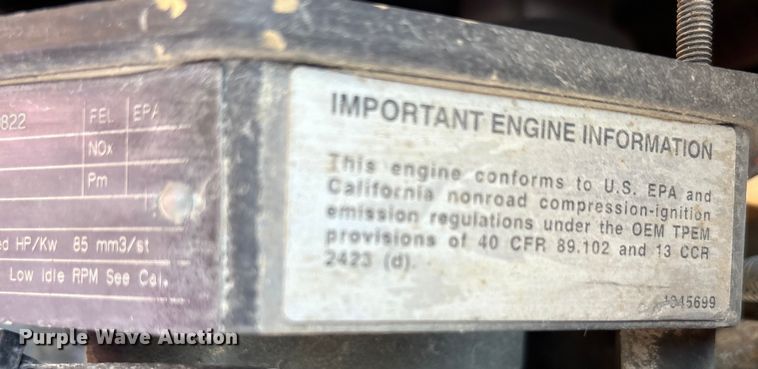 822 FEL EPA
NOx
Pm
ed HP/Kw 85 mm3/st
Low Idle RPM See Cal.
IMPORTANT ENGINE INFORMATION
This engine conforms to U.S. EPA and
California nonroad compression-ignition
emission regulations under the OEM TPEM
provisions of 40 CFR 89.102 and 13 CCR
2423 (d).
1045699
Purple Wave Auction